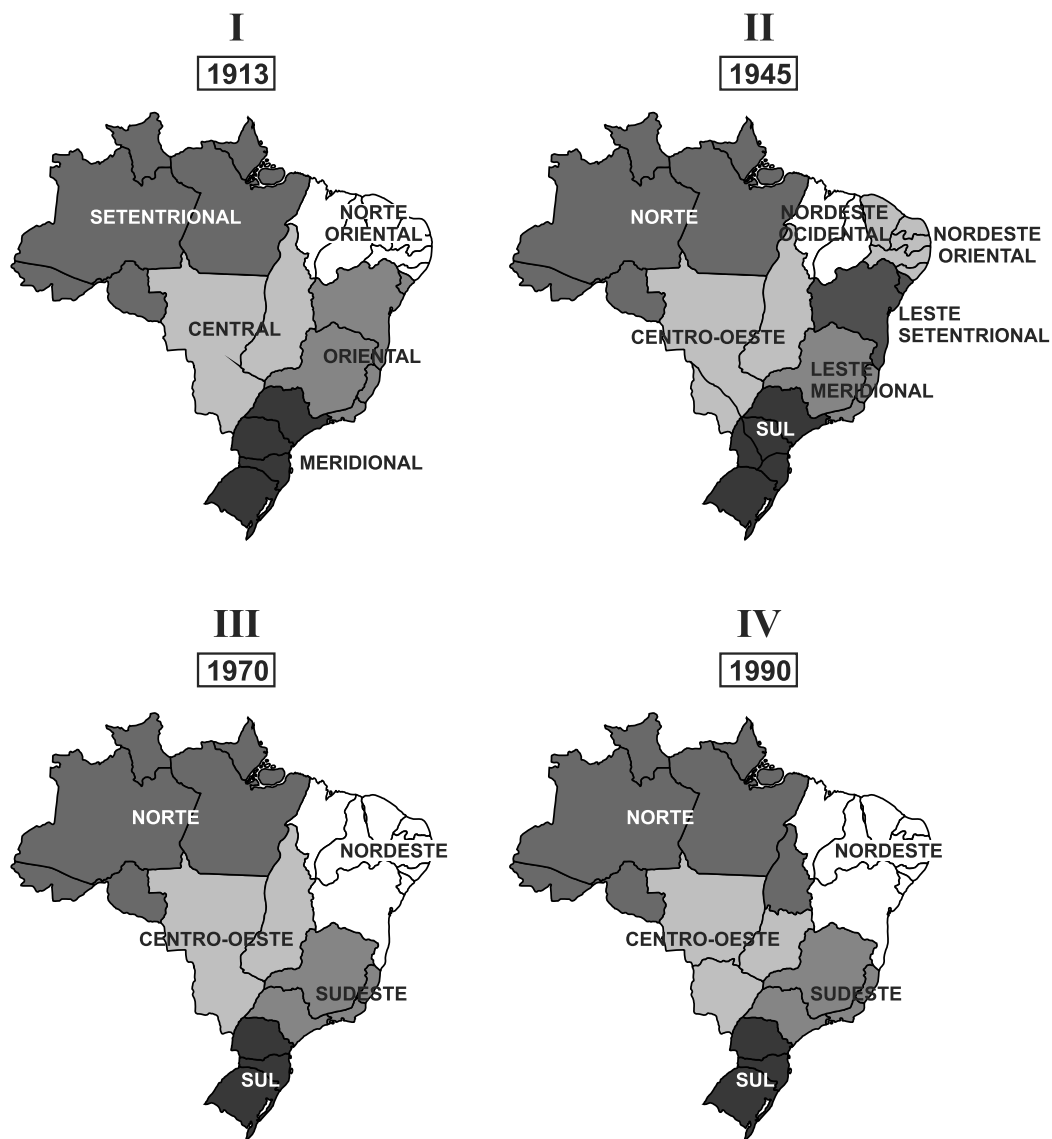 I
1913
SETENTRIONAL
NORTE
ORIENTAL
CENTRAL
ORIENTAL
MERIDIONAL
II
1945
NORTE
NORDESTE
OCIDENTAL
NORDESTE
ORIENTAL
LESTE
SETENTRIONAL
CENTRO-OESTE
LESTE
MERIDIONAL
SUL
III
1970
NORTE
NORDESTE
CENTRO-OESTE
SUDESTE
SUL
IV
1990
NORTE
NORDESTE
CENTRO-OESTE
SUDESTE
SUL